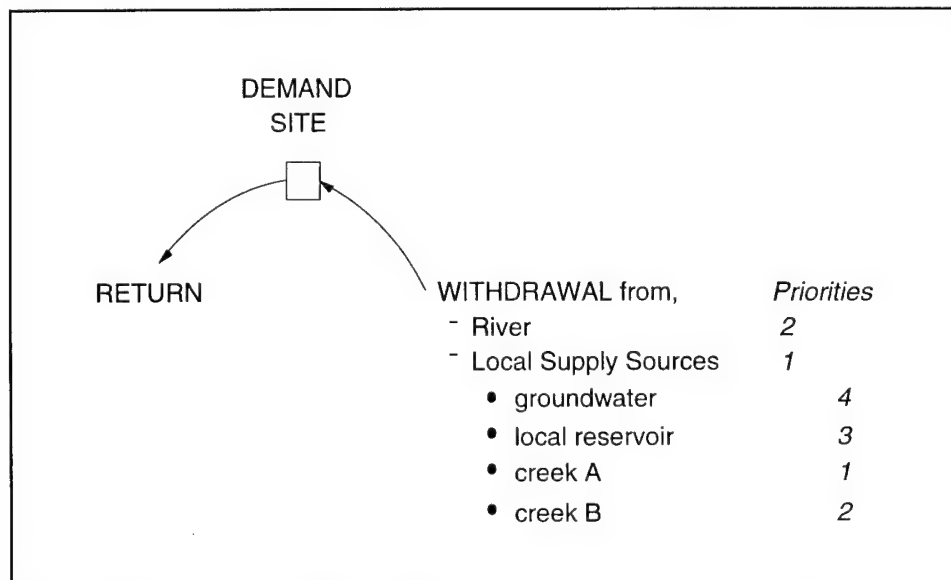 DEMAND
SITE
RETURN
WITHDRAWAL from, Priorities
- River 2
- Local Supply Sources 1
• groundwater 4
• local reservoir 3
• creek A 1
• creek B 2